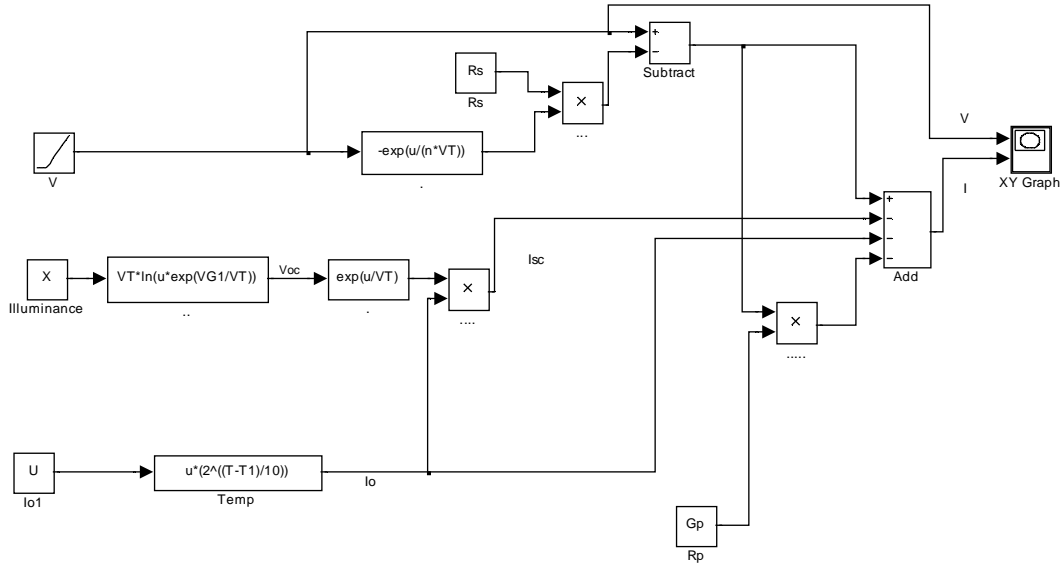 +
−
Subtract
Rs
Rs
×
...
V
XY Graph
V
-exp(u/(n*VT))
.
I
+
−
−
−
Add
X
Illuminance
VT*ln(u*exp(VG1/VT))
..
Voc
exp(u/VT)
.
×
....
Isc
×
.....
U
Io1
u*(2^((T-T1)/10))
Temp
Io
Gp
Rp